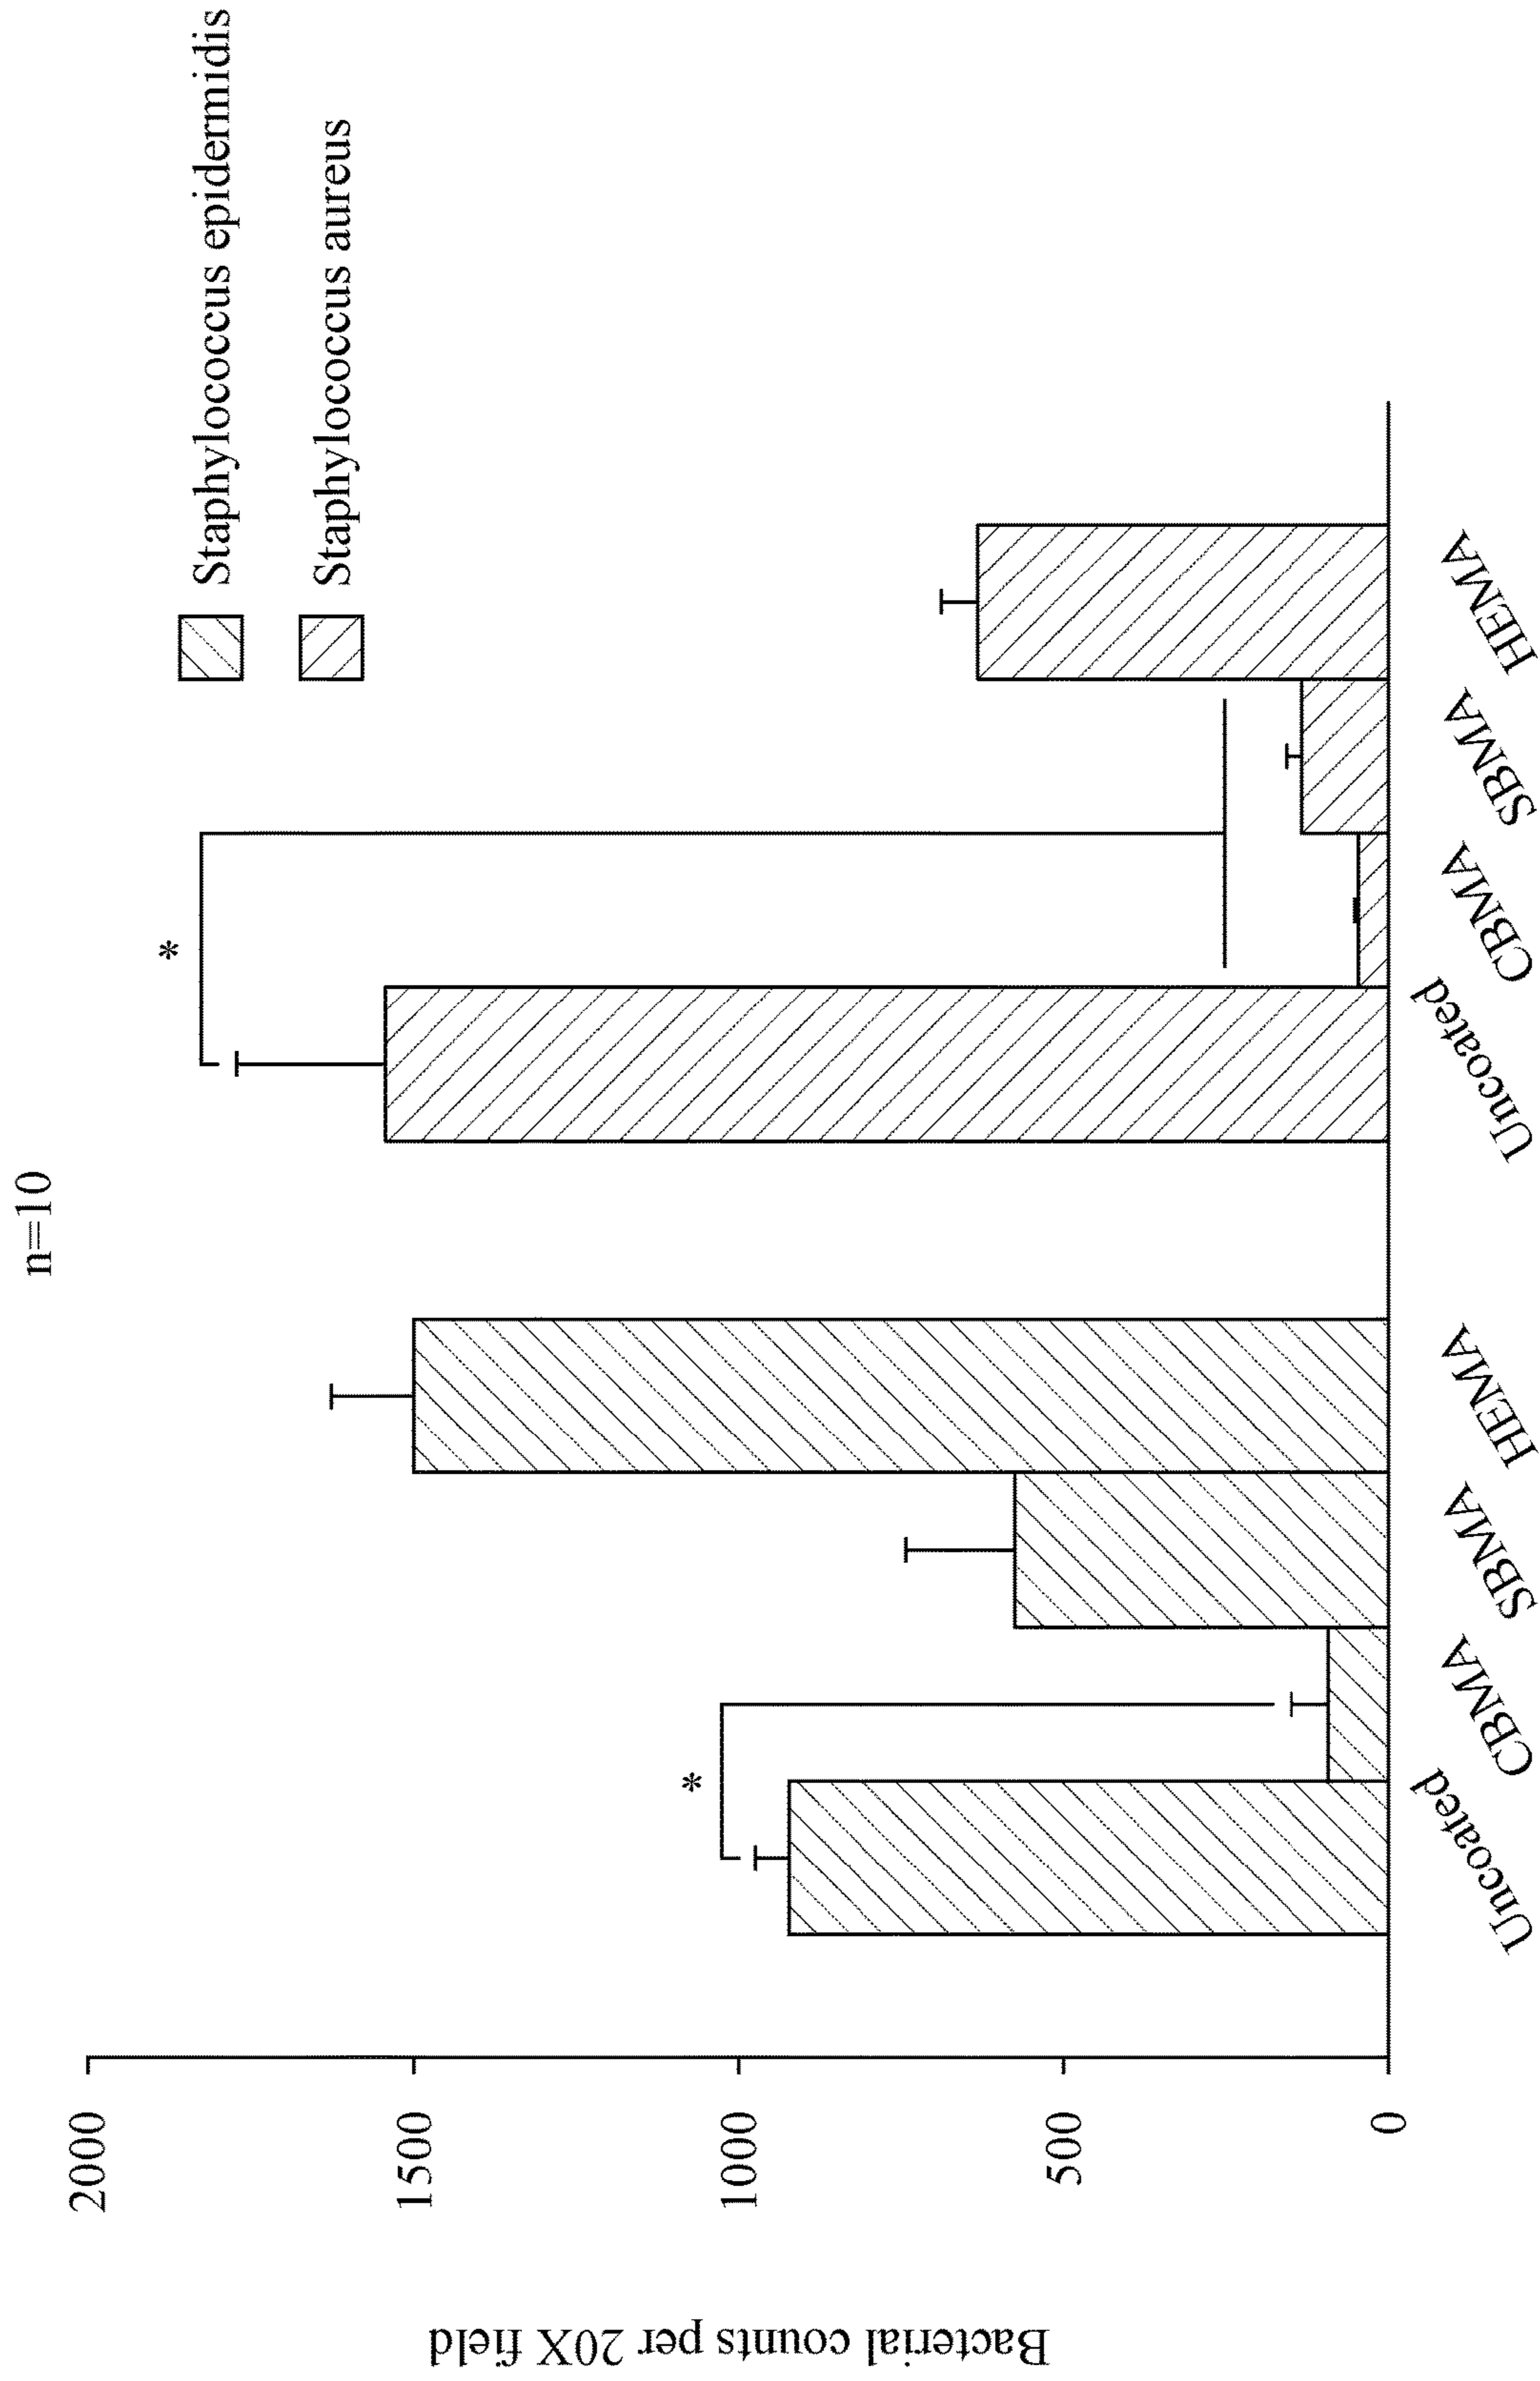 n=10
Staphylococcus epidermidis
Staphylococcus aureus
*
*
Bacterial counts per 20X field
2000
1500
1000
500
0
Uncoated
CBMA
SBMA
HEMA
Uncoated
CBMA
SBMA
HEMA